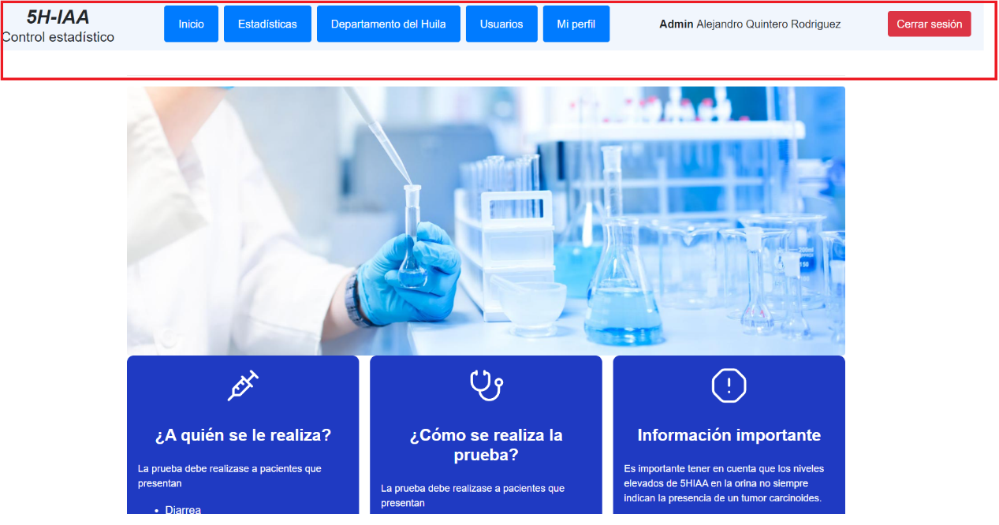 5H-IAA
Control estadístico
Inicio
Estadísticas
Departamento del Huila
Usuarios
Mi perfil
Admin Alejandro Quintero Rodriguez
Cerrar sesión
¿A quién se le realiza?
La prueba debe realizase a pacientes que
presentan
• Diarrea
¿Cómo se realiza la
prueba?
La prueba debe realizase a pacientes que
presentan
Información importante
Es importante tener en cuenta que los niveles
elevados de 5HIAA en la orina no siempre
indican la presencia de un tumor carcinoides.